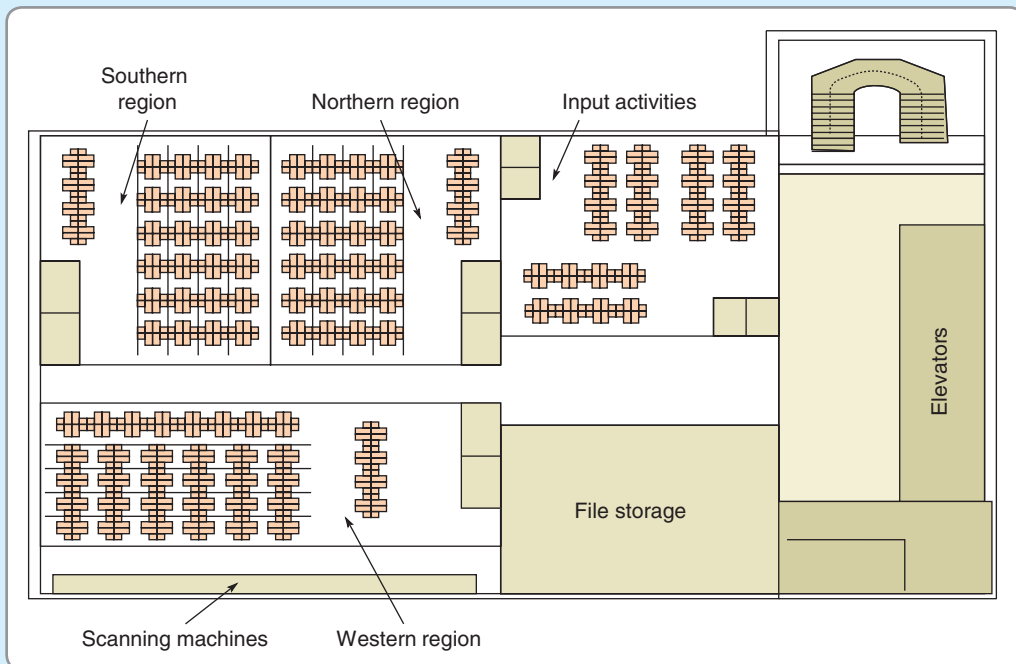 Southern
region
Northern region
Input activities
Elevators
File storage
Scanning machines
Western region